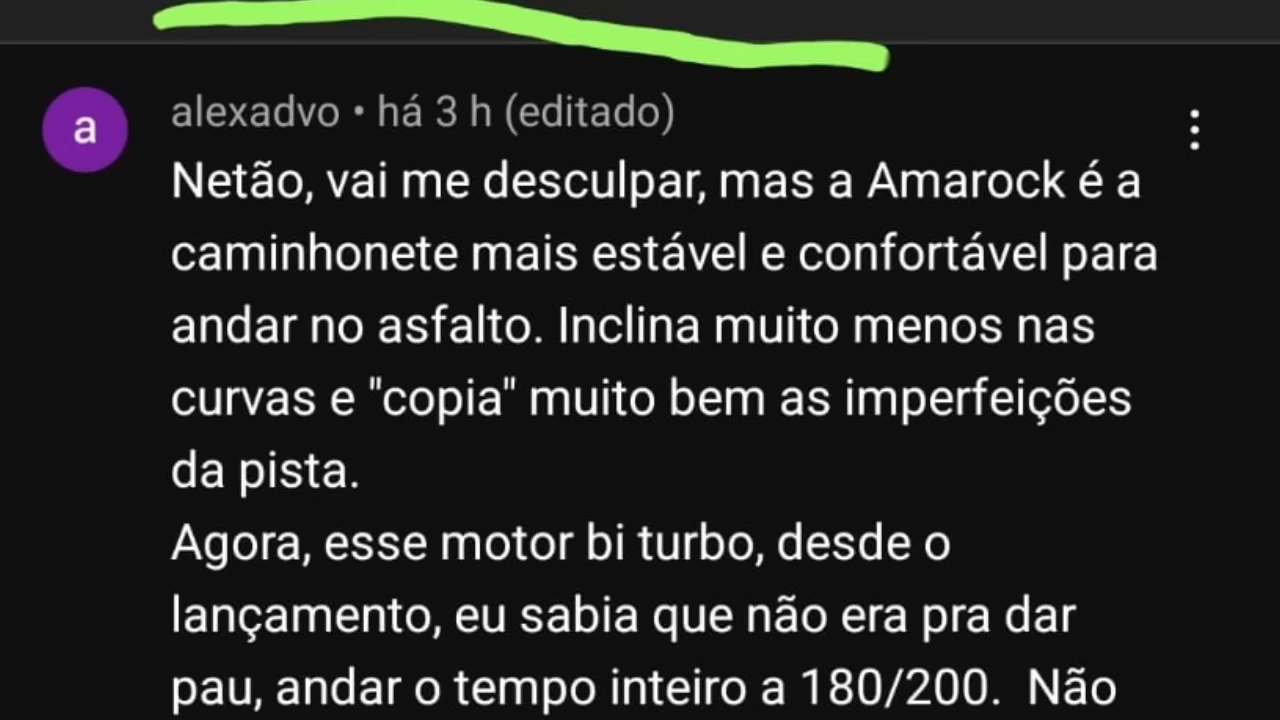 a
alexadvo • há 3 h (editado)
Netão, vai me desculpar, mas a Amarock é a
caminhonete mais estável e confortável para
andar no asfalto. Inclina muito menos nas
curvas e "copia" muito bem as imperfeições
da pista.
Agora, esse motor bi turbo, desde o
lançamento, eu sabia que não era pra dar
pau, andar o tempo inteiro a 180/200.  Não